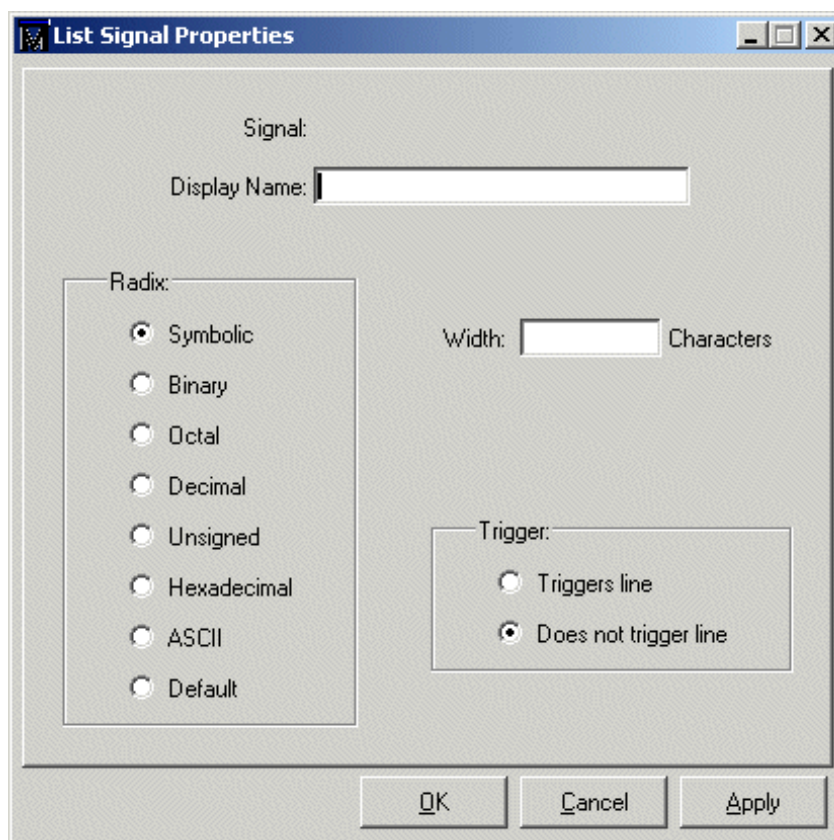 List Signal Properties
Signal:
Display Name:
Radix:
Symbolic
Binary
Octal
Decimal
Unsigned
Hexadecimal
ASCII
Default
Width: Characters
Trigger:
Triggers line
Does not trigger line
OK Cancel Apply